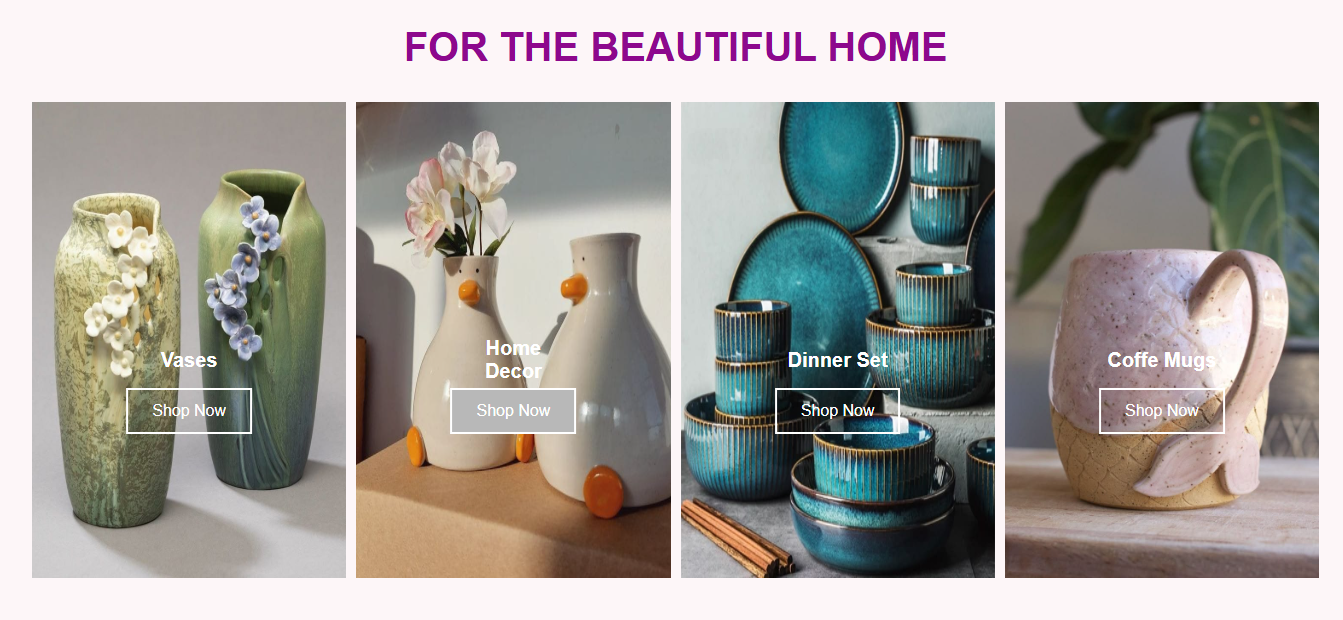 FOR THE BEAUTIFUL HOME
Vases
Shop Now
Home
Decor
Shop Now
Dinner Set
Shop Now
Coffe Mugs
Shop Now